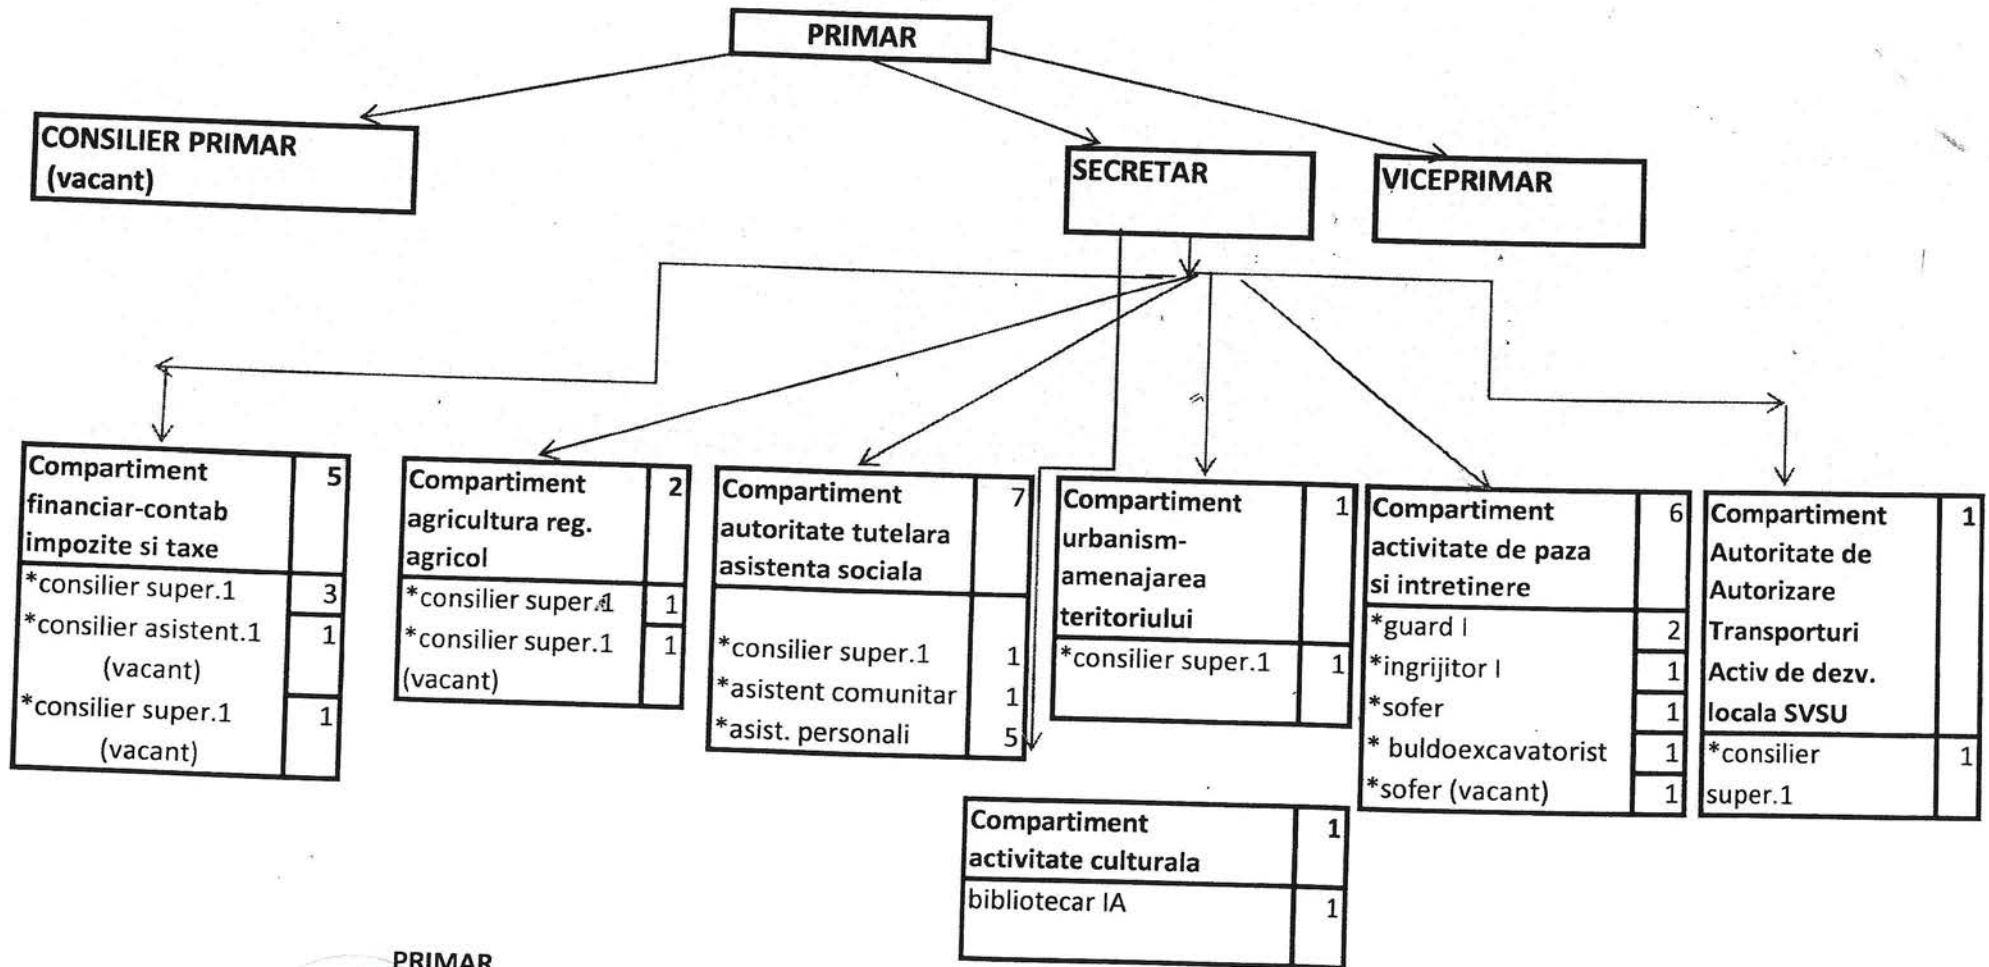 PRIMAR
CONSILIER PRIMAR
(vacant)
SECRETAR
VICEPRIMAR
Compartiment 5
financiar-contab
impozite si taxe
*consilier super.1 3
*consilier asistent.1 1
(vacant)
*consilier super.1 1
(vacant)
Compartiment 2
agricultura reg.
agricol
*consilier super.1 1
*consilier super.1 1
(vacant)
Compartiment 7
autoritate tutelara
asistenta sociala
*consilier super.1 1
*asistent comunitar 1
*asist. personali 5
Compartiment 1
urbanism-
amenajarea
teritoriului
*consilier super.1 1
Compartiment 6
activitate de paza
si intretinere
*guard I 2
*ingrijitor I 1
*sofer 1
* buldoexcavatorist 1
*sofer (vacant) 1
Compartiment 1
Autoritate de
Autorizare
Transporturi
Activ de dezv.
locala SVSU
*consilier 1
super.1
Compartiment 1
activitate culturala
bibliotecar IA 1
PRIMAR